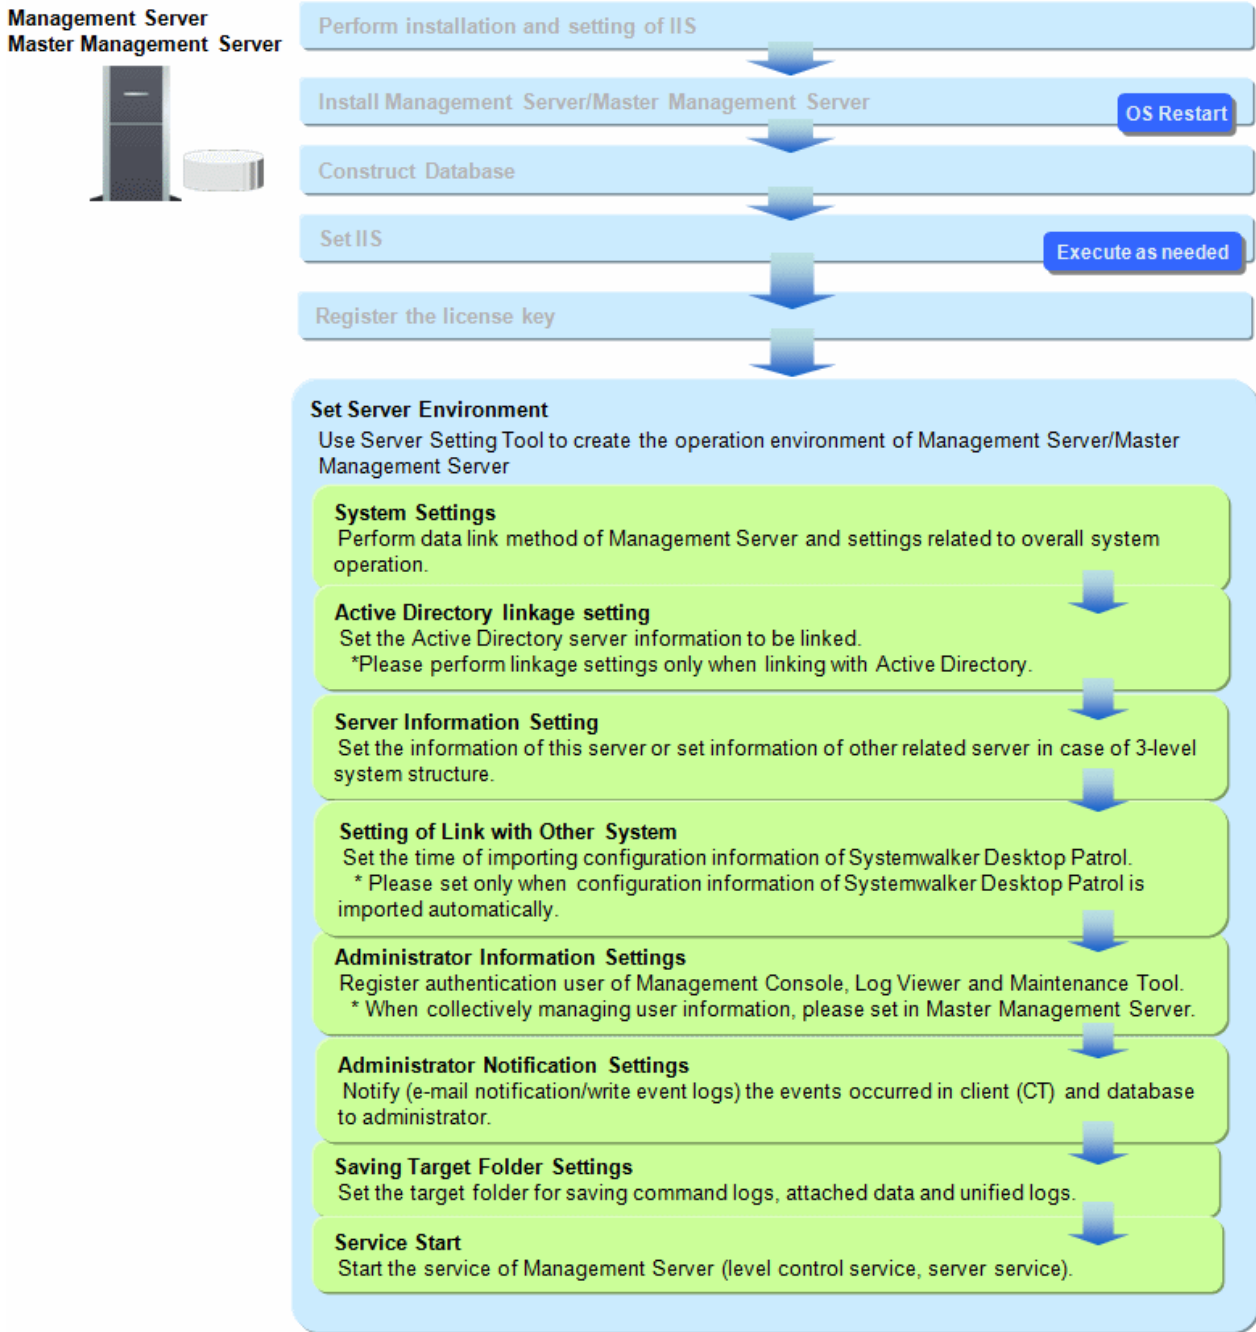 Management Server
Master Management Server
Perform installation and setting of IIS
Install Management Server/Master Management Server
OS Restart
Construct Database
Set IIS
Execute as needed
Register the license key
Set Server Environment
Use Server Setting Tool to create the operation environment of Management Server/Master
Management Server
System Settings
Perform data link method of Management Server and settings related to overall system
operation.
Active Directory linkage setting
Set the Active Directory server information to be linked.
*Please perform linkage settings only when linking with Active Directory.
Server Information Setting
Set the information of this server or set information of other related server in case of 3-level
system structure.
Setting of Link with Other System
Set the time of importing configuration information of Systemwalker Desktop Patrol.
* Please set only when configuration information of Systemwalker Desktop Patrol is
imported automatically.
Administrator Information Settings
Register authentication user of Management Console, Log Viewer and Maintenance Tool.
* When collectively managing user information, please set in Master Management Server.
Administrator Notification Settings
Notify (e-mail notification/write event logs) the events occurred in client (CT) and database
to administrator.
Saving Target Folder Settings
Set the target folder for saving command logs, attached data and unified logs.
Service Start
Start the service of Management Server (level control service, server service).